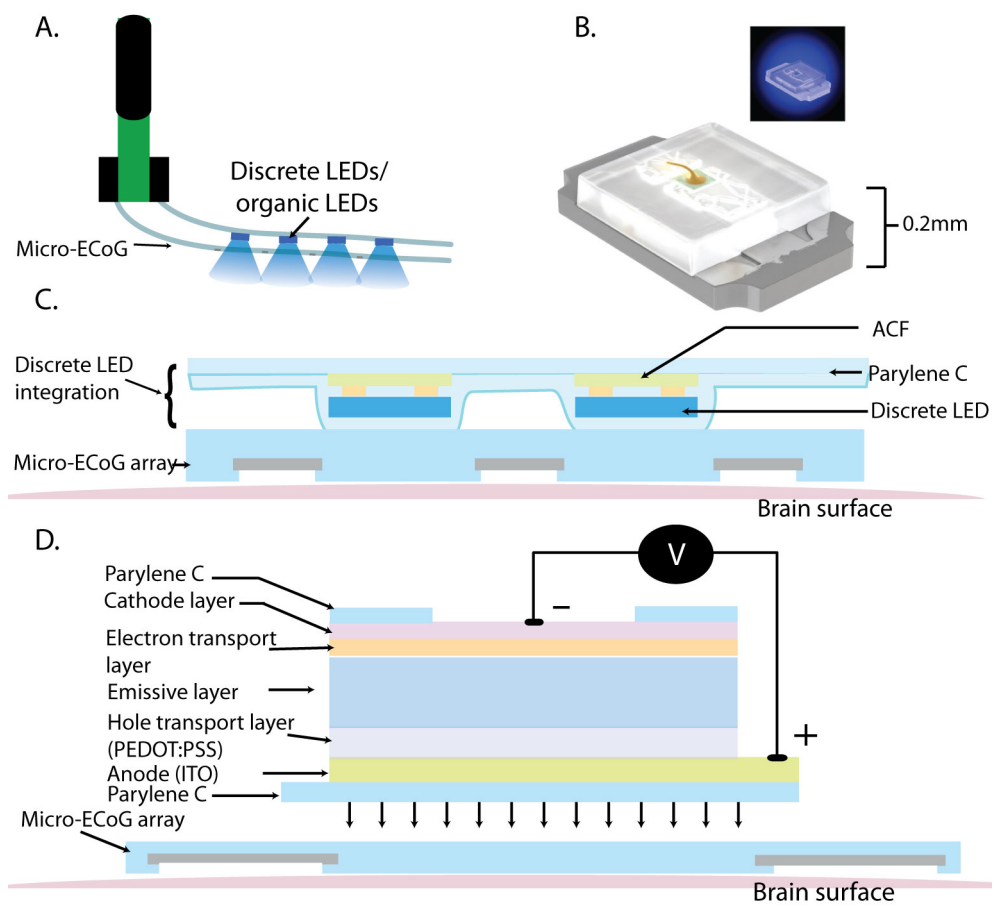 A.
B.
Discrete LEDs/
organic LEDs
Micro-ECoG
0.2mm
C.
Discrete LED
integration
ACF
Parylene C
Discrete LED
Micro-ECoG array
Brain surface
D.
V
Parylene C
Cathode layer
−
Electron transport
layer
Emissive layer
Hole transport layer
(PEDOT:PSS)
+
Anode (ITO)
Parylene C
Micro-ECoG array
Brain surface